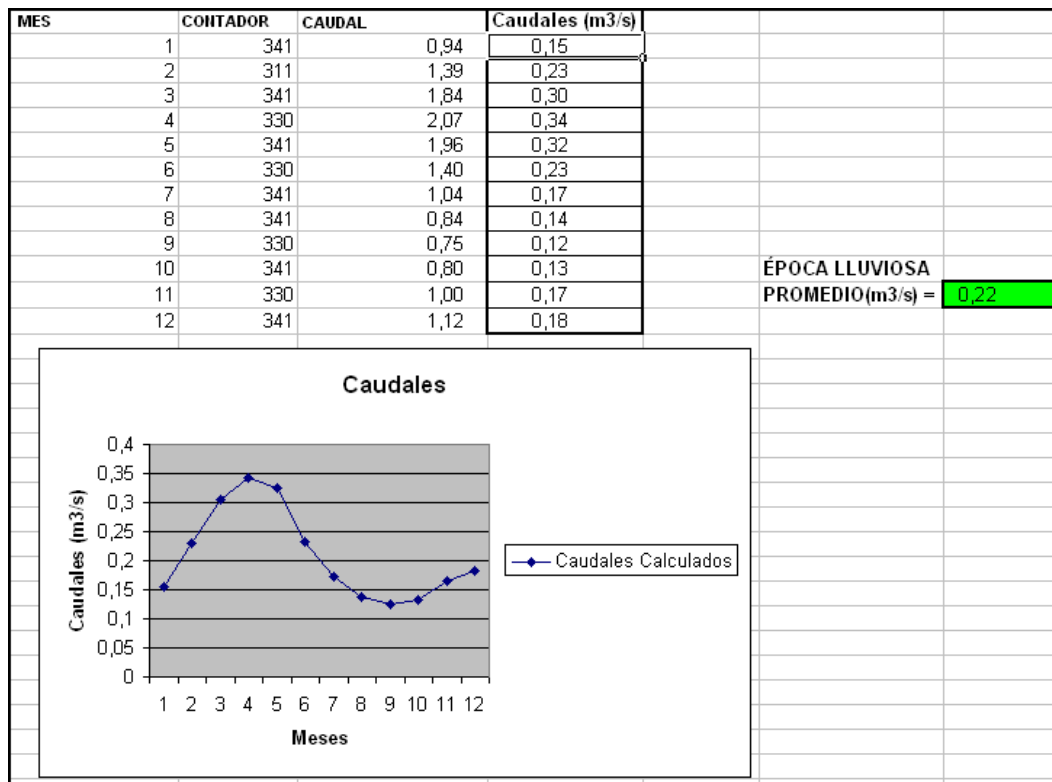 MES CONTADOR CAUDAL Caudales (m3/s)
1 341 0,94 0,15
2 311 1,39 0,23
3 341 1,84 0,30
4 330 2,07 0,34
5 341 1,96 0,32
6 330 1,40 0,23
7 341 1,04 0,17
8 341 0,84 0,14
9 330 0,75 0,12
10 341 0,80 0,13 ÉPOCA LLUVIOSA
11 330 1,00 0,17 PROMEDIO(m3/s) = 0,22
12 341 1,12 0,18
Caudales
Caudales (m3/s)
0,4
0,35
0,3
0,25
0,2
0,15
0,1
0,05
0
Caudales Calculados
1 2 3 4 5 6 7 8 9 10 11 12
Meses